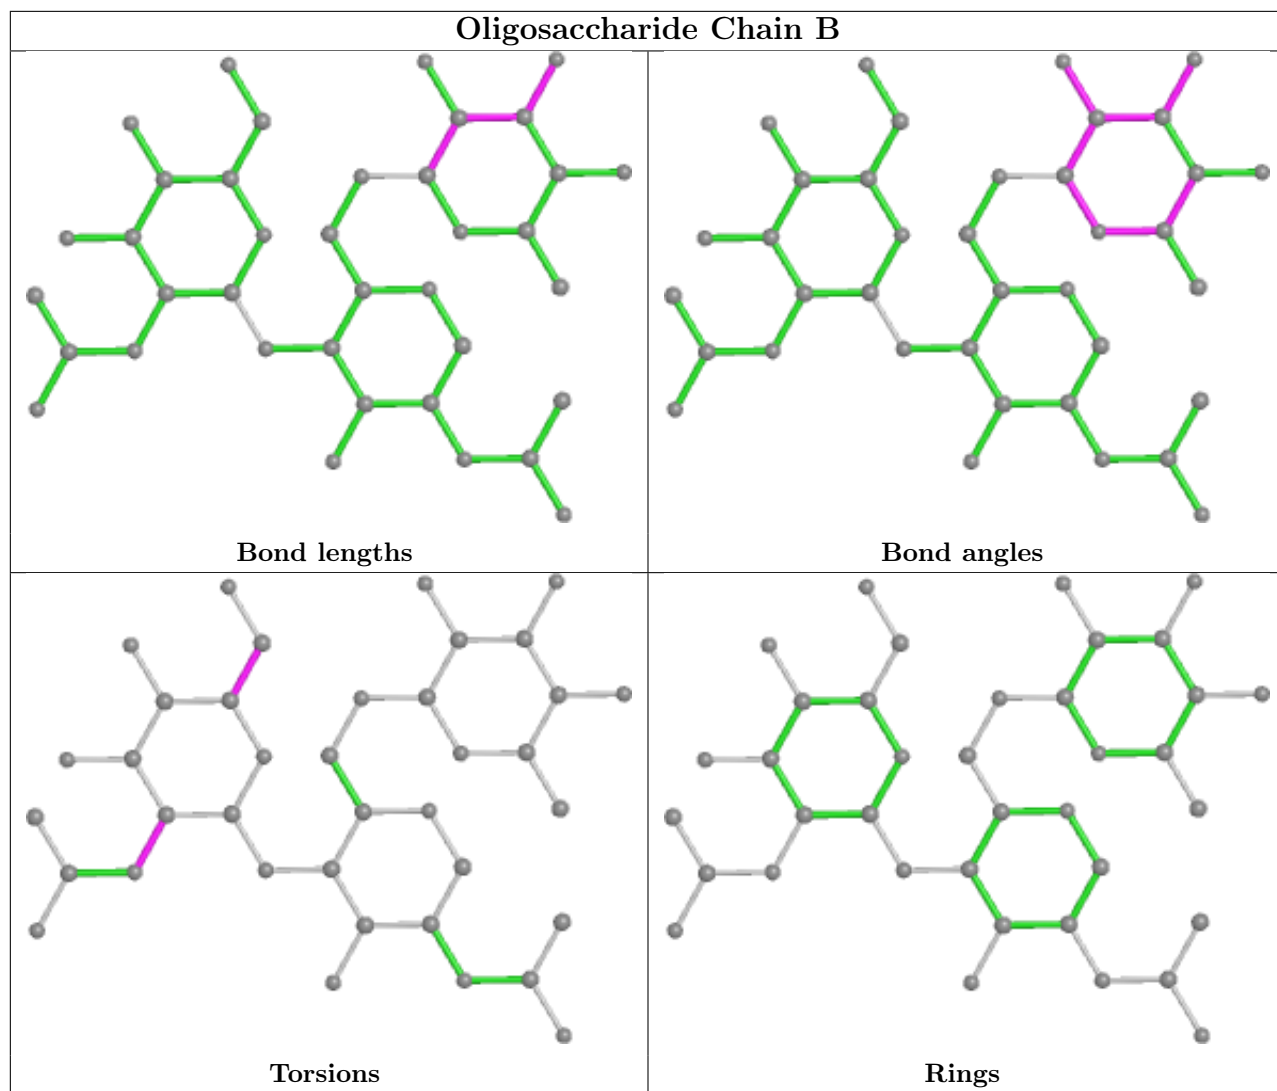 Oligosaccharide Chain B
Bond lengths
Bond angles
Torsions
Rings